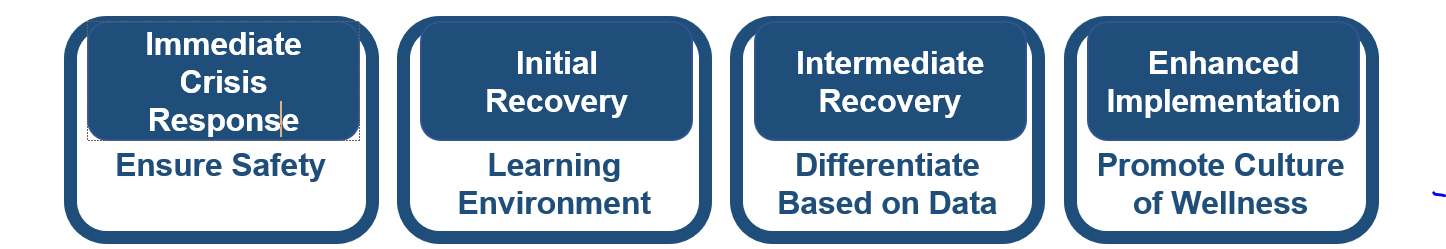 Immediate
Crisis
Response
Ensure Safety
Initial
Recovery
Learning
Environment
Intermediate
Recovery
Differentiate
Based on Data
Enhanced
Implementation
Promote Culture
of Wellness